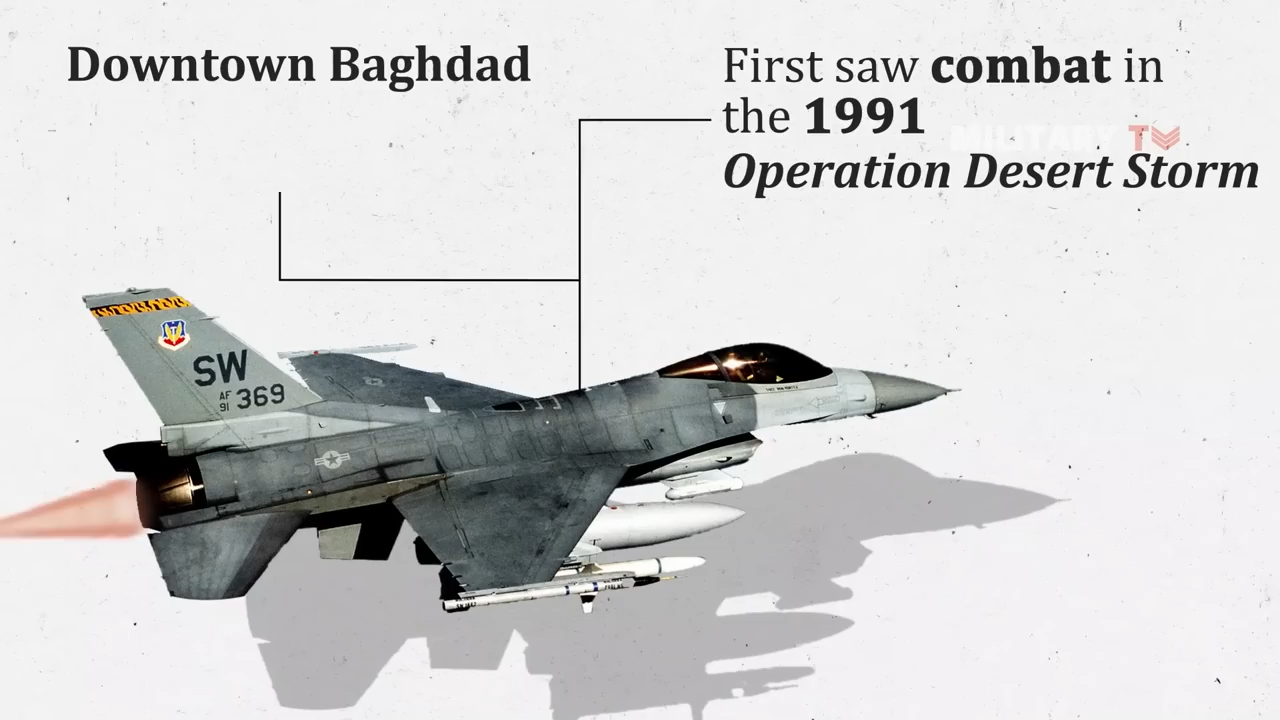 Downtown Baghdad
First saw combat in
the 1991
MILITARY TV
Operation Desert Storm
SW
AF
91 369